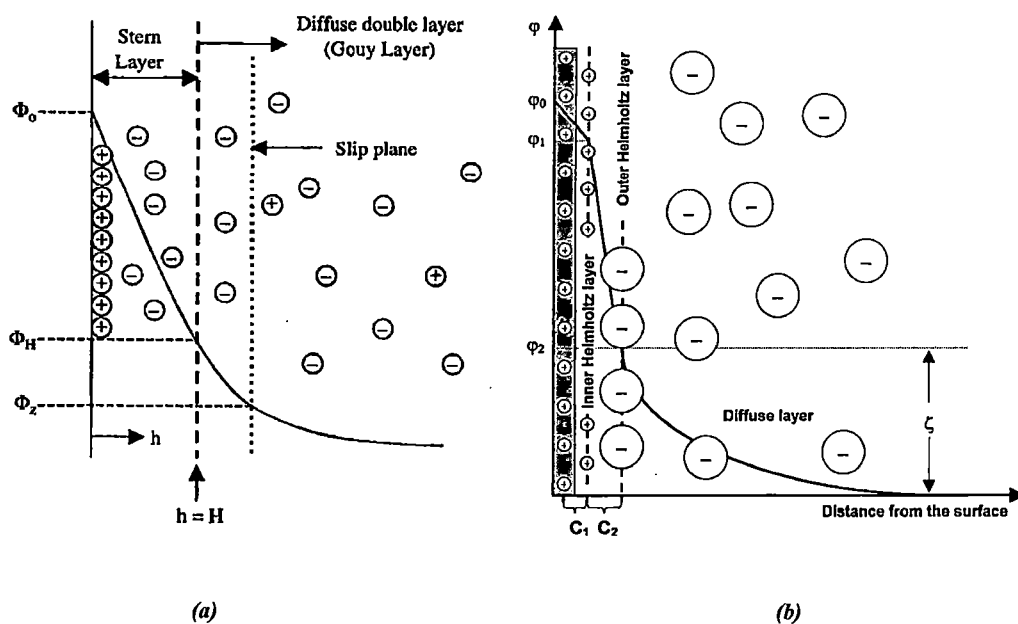 Stern
Layer
Diffuse double layer
(Gouy Layer)
Φo
Slip plane
ΦH
Φz
h
h = H
(a)
φ
φ0
φ1
φ2
Inner Helmholtz layer
Outer Helmholtz layer
Diffuse layer
ζ
C1 C2
Distance from the surface
(b)